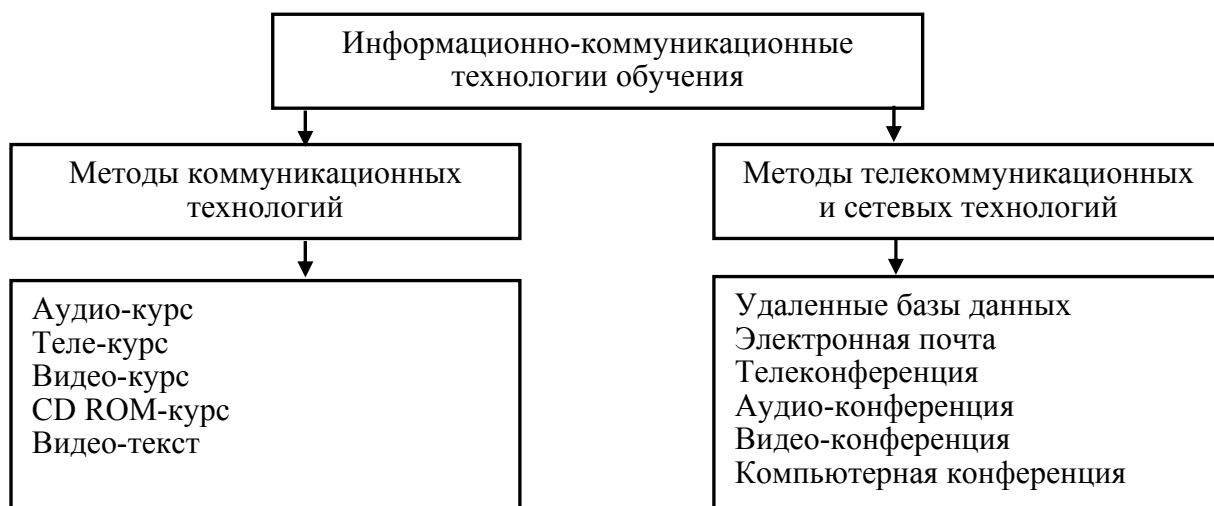 Информационно-коммуникационные
технологии обучения
Методы коммуникационных
технологий
Методы телекоммуникационных
и сетевых технологий
Аудио-курс
Теле-курс
Видео-курс
CD ROM-курс
Видео-текст
Удаленные базы данных
Электронная почта
Телеконференция
Аудио-конференция
Видео-конференция
Компьютерная конференция